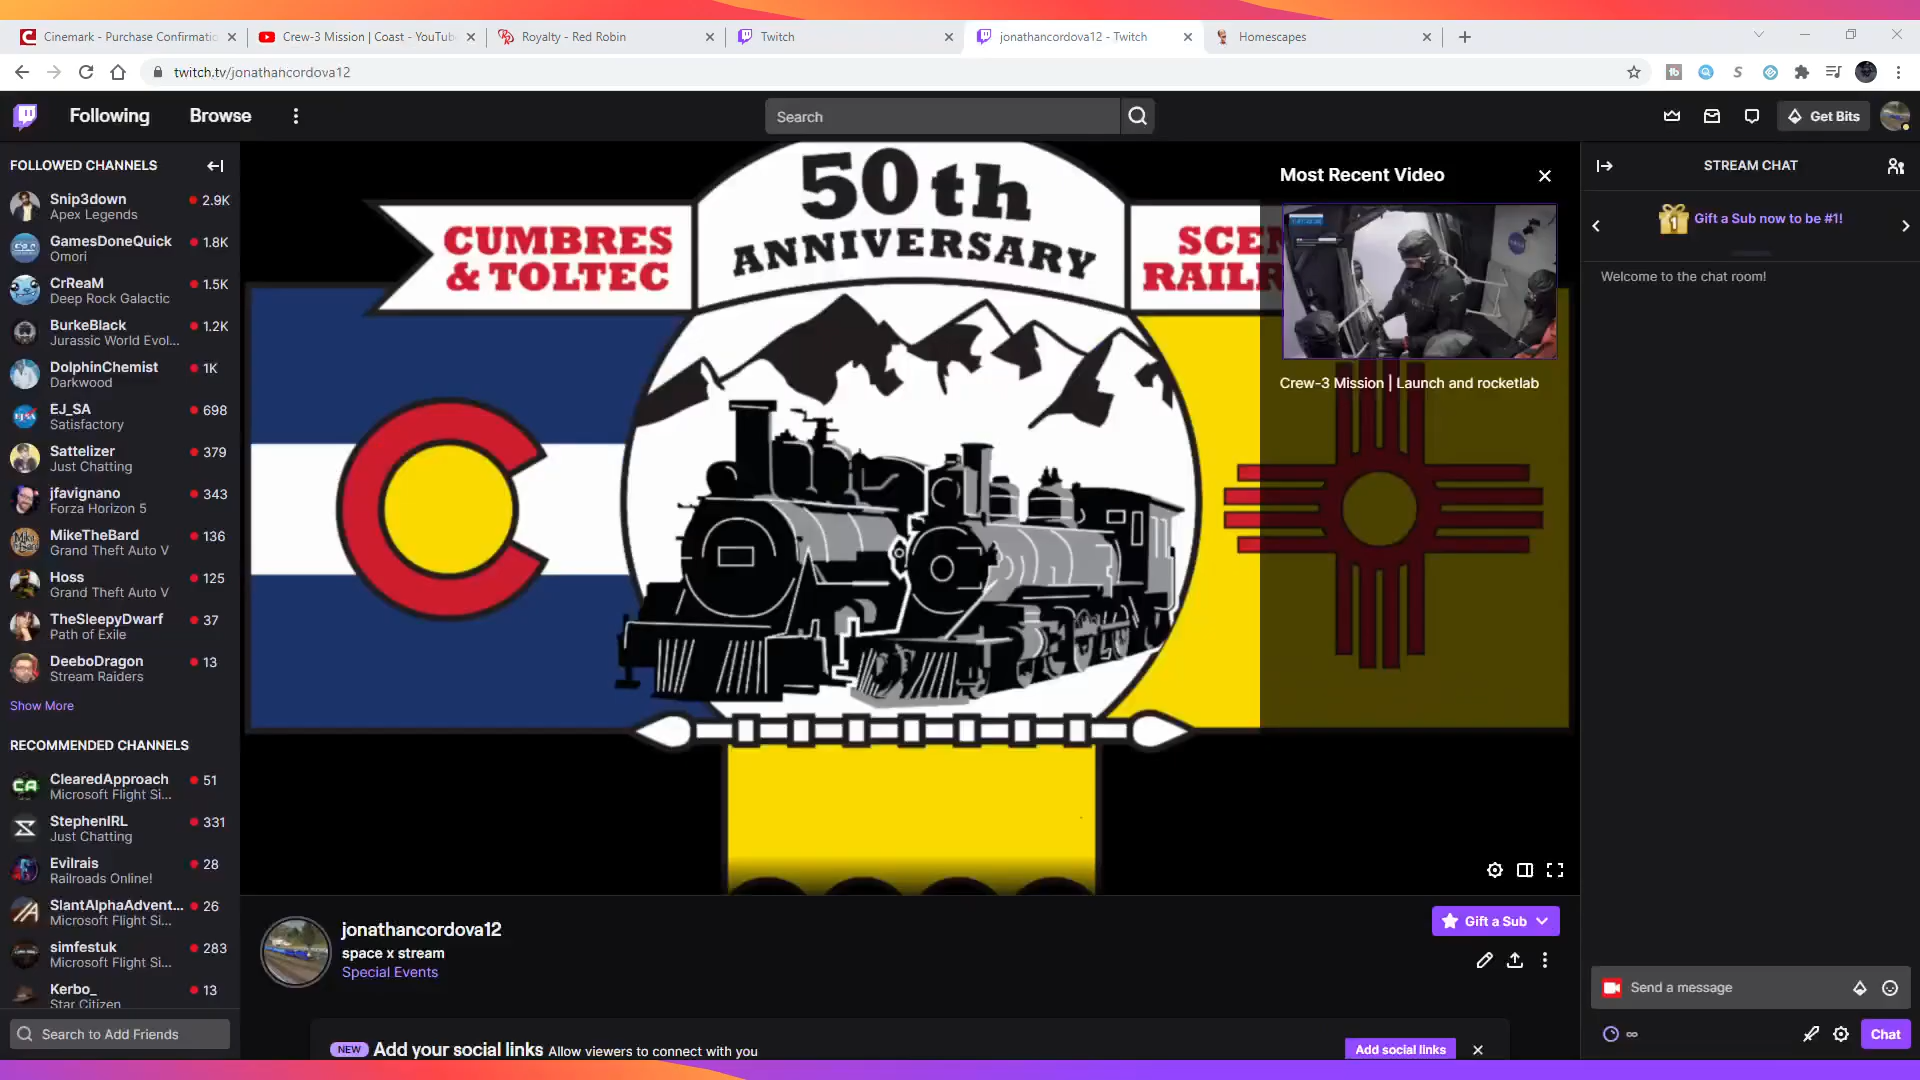 Cinemark - Purchase Confirmatio
Crew-3 Mission | Coast - YouTub
Royalty - Red Robin
Twitch
jonathancordova12 - Twitch
Homescapes
twitch.tv/jonathancordova12
Following
Browse
Search
Get Bits
FOLLOWED CHANNELS
Snip3down
2.9K
Apex Legends
GamesDoneQuick
1.8K
Omori
CrReaM
1.5K
Deep Rock Galactic
BurkeBlack
1.2K
Jurassic World Evol...
DolphinChemist
1K
Darkwood
EJ_SA
698
Satisfactory
Sattelizer
379
Just Chatting
jfavignano
343
Forza Horizon 5
MikeTheBard
136
Grand Theft Auto V
Hoss
125
Grand Theft Auto V
TheSleepyDwarf
37
Path of Exile
DeeboDragon
13
Stream Raiders
Show More
RECOMMENDED CHANNELS
ClearedApproach
51
Microsoft Flight Si...
StephenIRL
331
Just Chatting
Evilrais
28
Railroads Online!
SlantAlphaAdvent...
26
Microsoft Flight Si...
simfestuk
283
Microsoft Flight Si...
Kerbo_
13
Star Citizen
Search to Add Friends
50th
ANNIVERSARY
CUMBRES
& TOLTEC
SCEN
RAILR
Most Recent Video
Crew-3 Mission | Launch and rocketlab
jonathancordova12
space x stream
Special Events
Gift a Sub
NEW
Add your social links
Allow viewers to connect with you
Add social links
STREAM CHAT
1
Gift a Sub now to be #1!
Welcome to the chat room!
Send a message
Chat